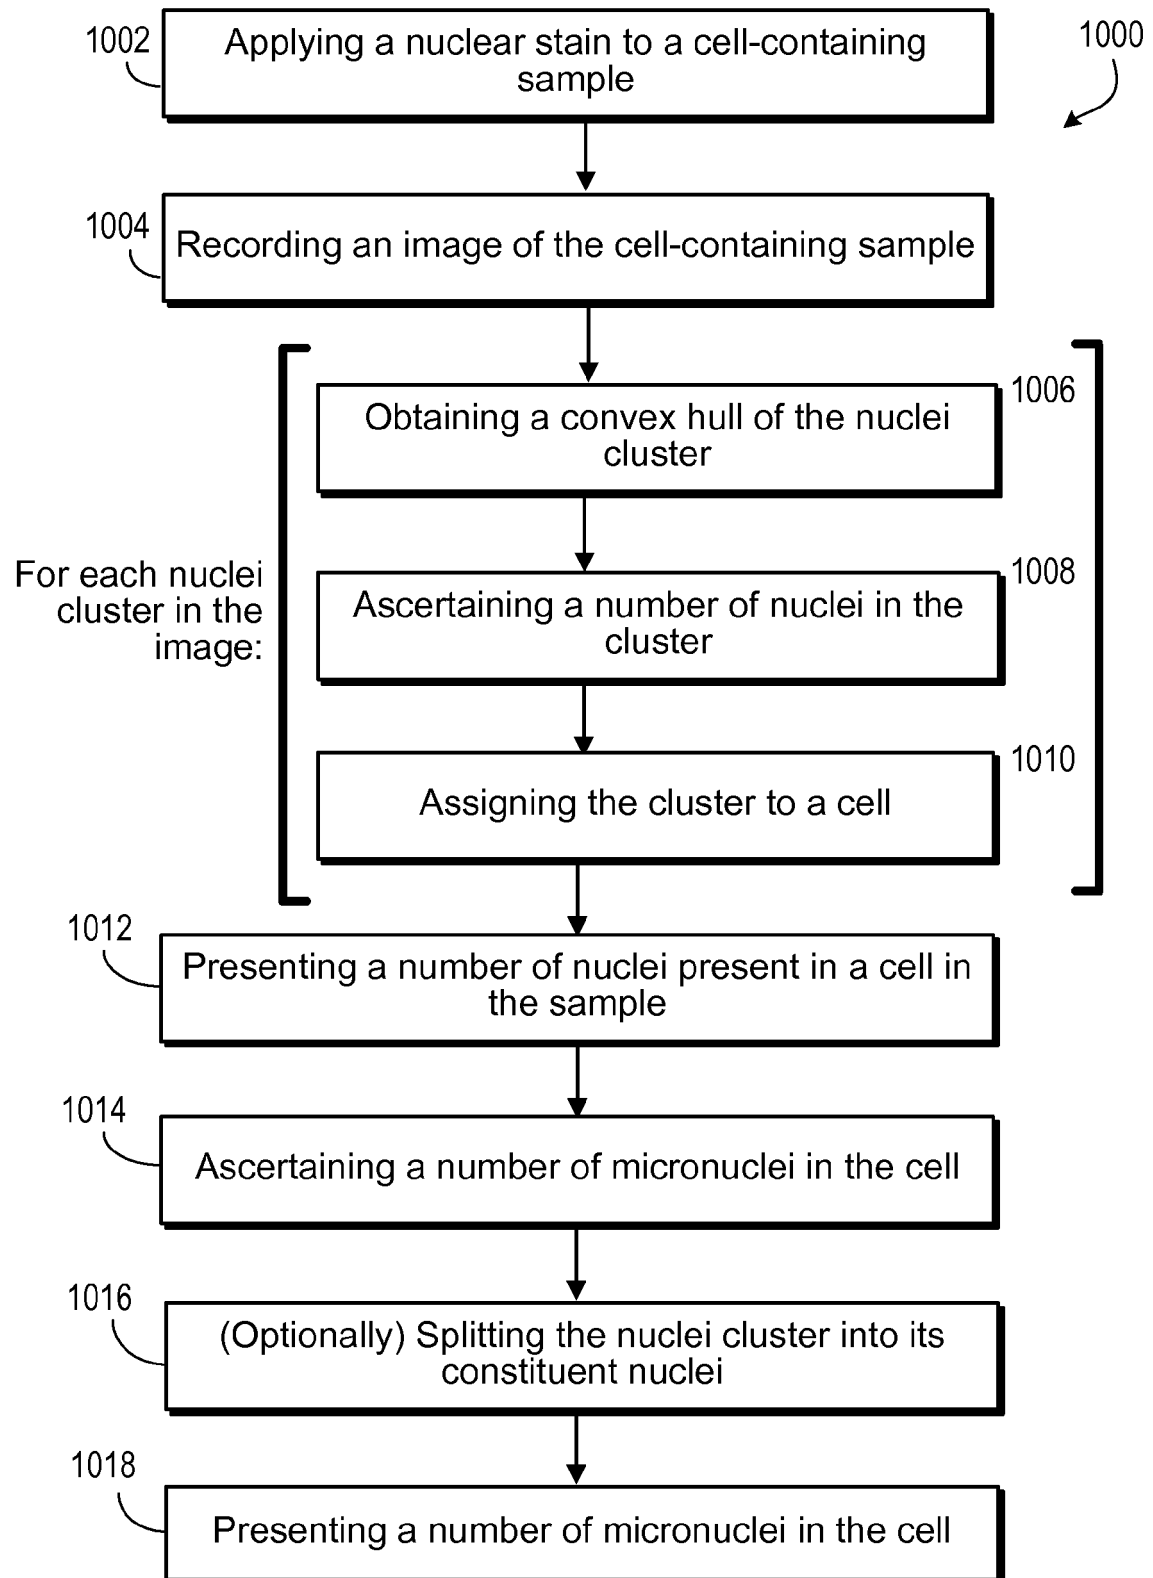 1002
Applying a nuclear stain to a cell-containing
sample
1000
1004
Recording an image of the cell-containing sample
For each nuclei
cluster in the
image:
1006
Obtaining a convex hull of the nuclei
cluster
1008
Ascertaining a number of nuclei in the
cluster
1010
Assigning the cluster to a cell
1012
Presenting a number of nuclei present in a cell in
the sample
1014
Ascertaining a number of micronuclei in the cell
1016
(Optionally) Splitting the nuclei cluster into its
constituent nuclei
1018
Presenting a number of micronuclei in the cell